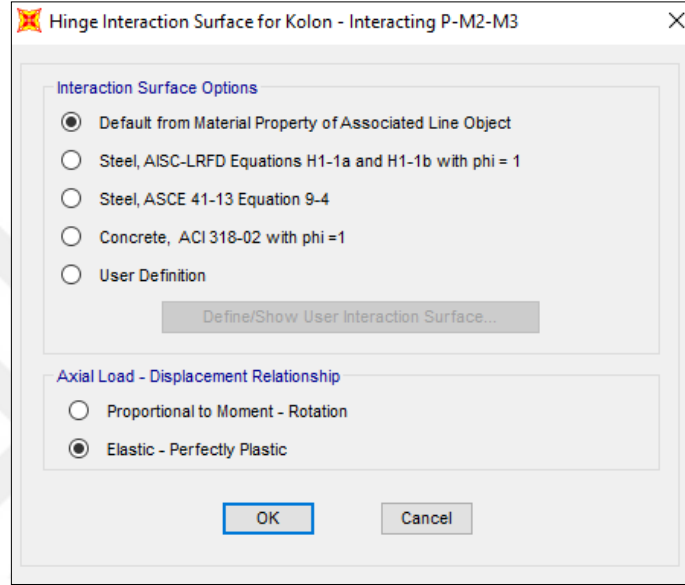 Hinge Interaction Surface for Kolon - Interacting P-M2-M3
Interaction Surface Options
Default from Material Property of Associated Line Object
Steel, AISC-LRFD Equations H1-1a and H1-1b with phi = 1
Steel, ASCE 41-13 Equation 9-4
Concrete, ACI 318-02 with phi =1
User Definition
Define/Show User Interaction Surface...
Axial Load - Displacement Relationship
Proportional to Moment - Rotation
Elastic - Perfectly Plastic
OK
Cancel